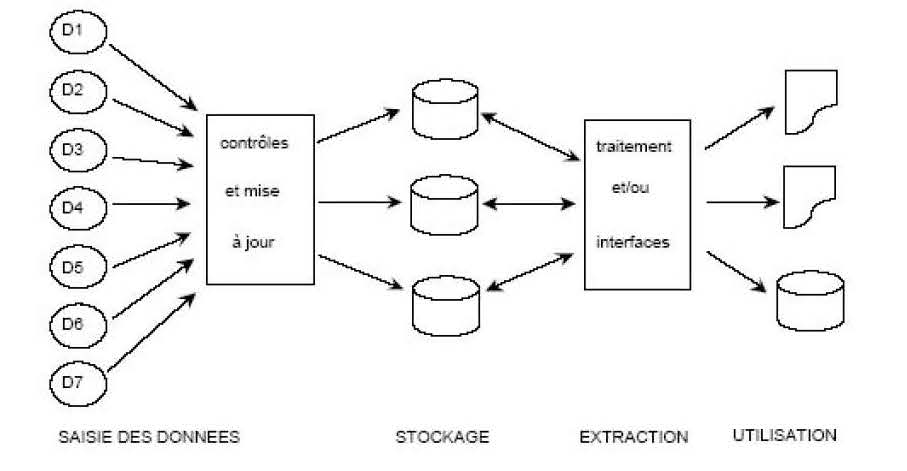 D1
D2
D3
D4
D5
D6
D7
contrôles
et mise
à jour
traitement
et/ou
interfaces
SAISIE DES DONNEES
STOCKAGE
EXTRACTION
UTILISATION